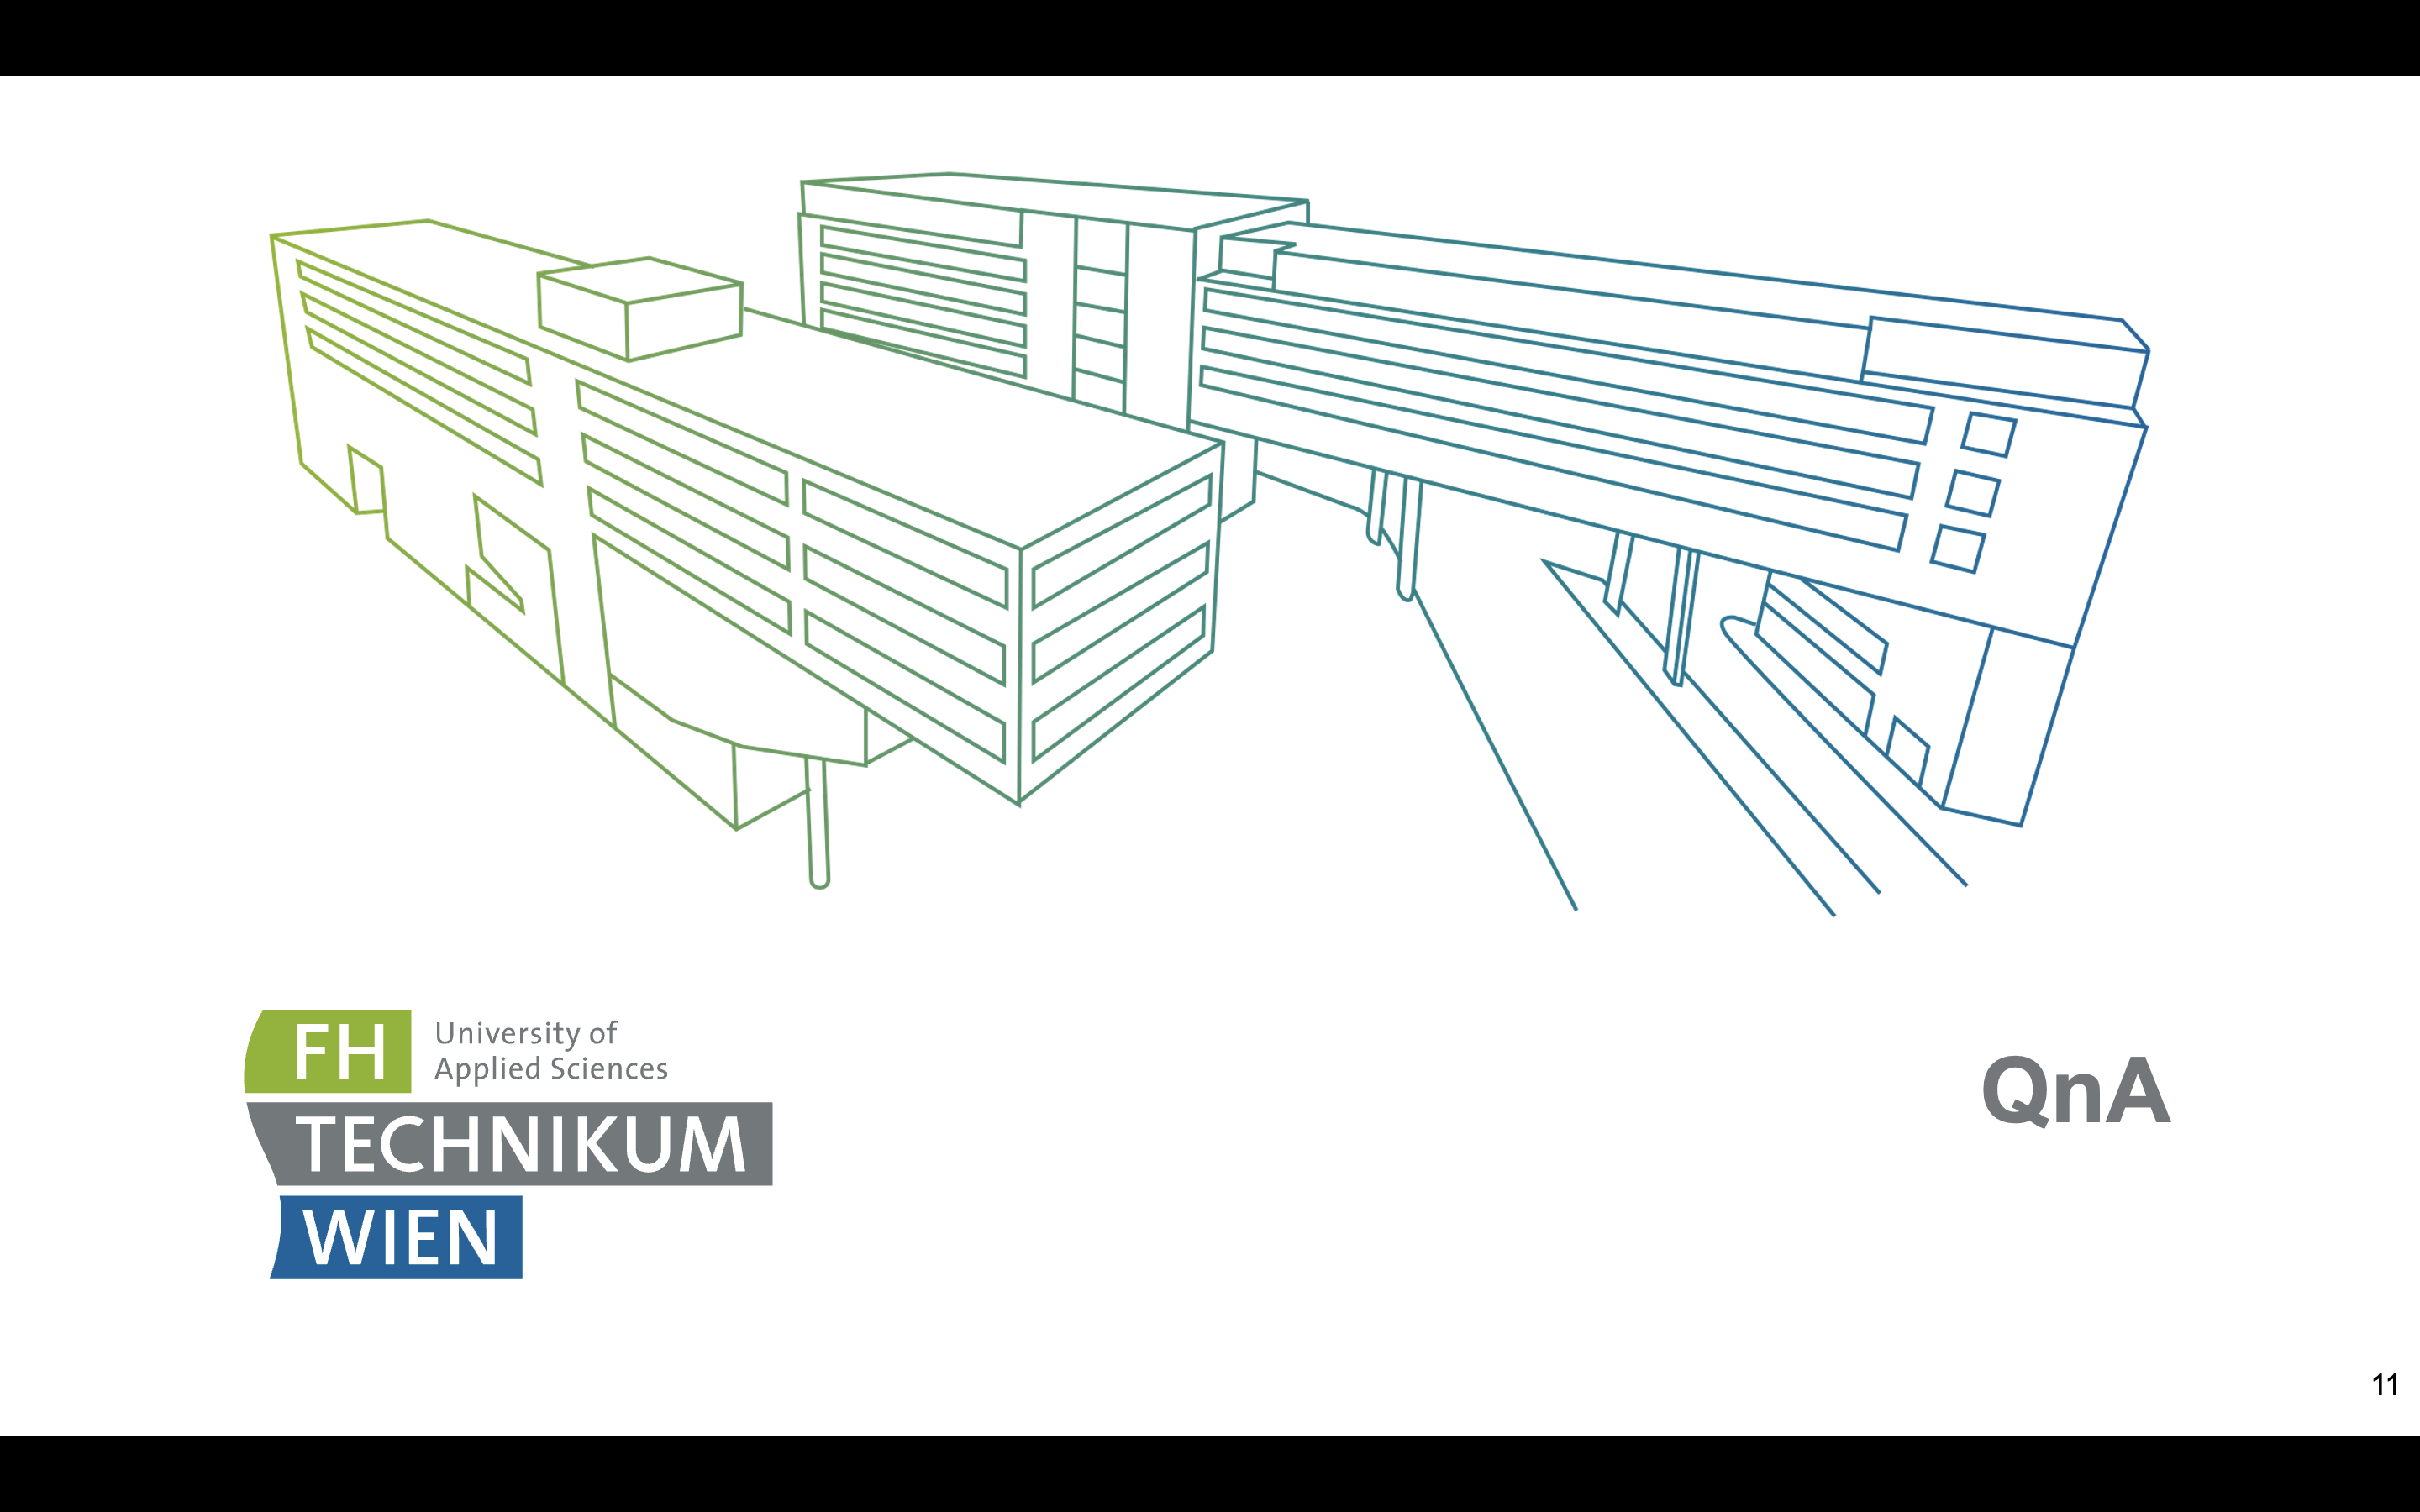 FH
University of
Applied Sciences
TECHNIKUM
WIEN
QnA
11